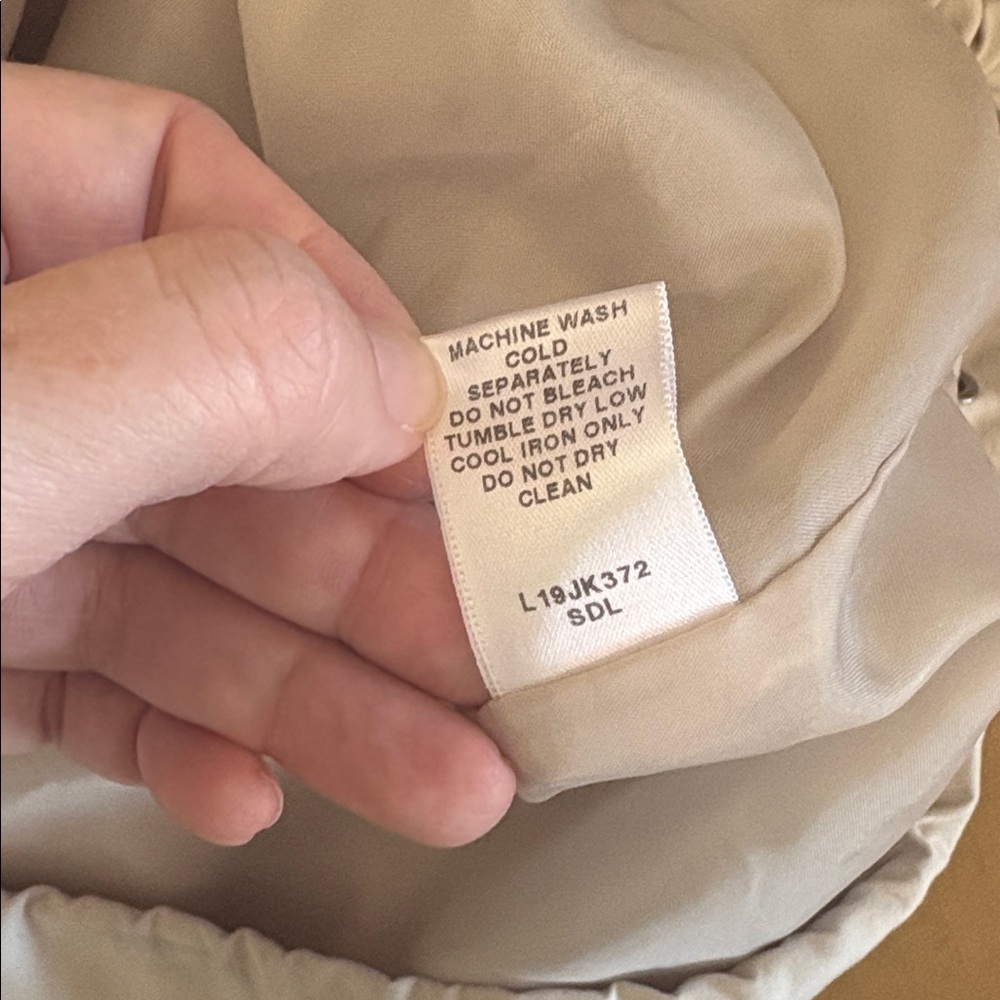 MACHINE WASH
COLD
SEPARATELY
DO NOT BLEACH
TUMBLE DRY LOW
COOL IRON ONLY
DO NOT DRY
CLEAN
L19JK372
SDL